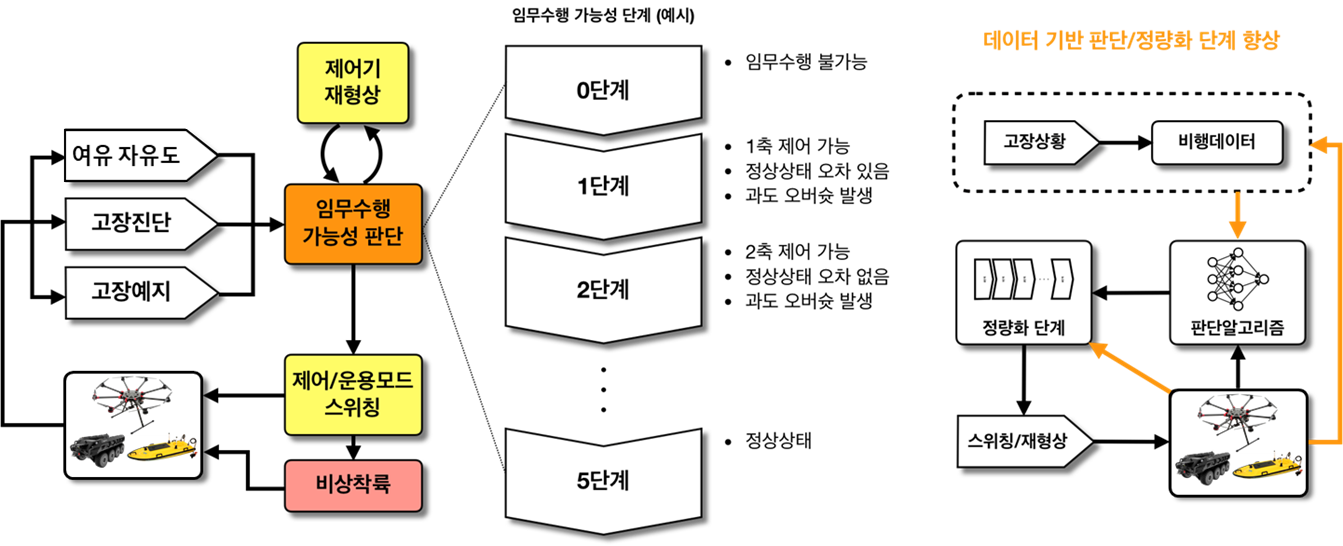 제어기
재형상
여유 자유도
고장진단
고장예지
임무수행
가능성 판단
제어/운용모드
스위칭
비상착륙
임무수행 가능성 단계 (예시)
0단계
• 임무수행 불가능
1단계
• 1축 제어 가능
• 정상상태 오차 있음
• 과도 오버슛 발생
2단계
• 2축 제어 가능
• 정상상태 오차 없음
• 과도 오버슛 발생
5단계
• 정상상태
데이터 기반 판단/정량화 단계 향상
고장상황
비행데이터
정량화 단계
판단알고리즘
스위칭/재형상